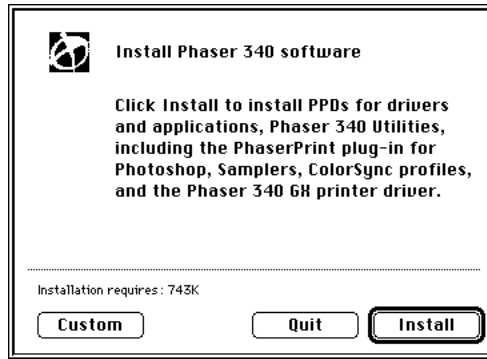 Install Phaser 340 software
Click Install to install PPDs for drivers
and applications, Phaser 340 Utilities,
including the PhaserPrint plug-in for
Photoshop, Samplers, ColorSync profiles,
and the Phaser 340 GX printer driver.
Installation requires: 743K
Custom
Quit
Install